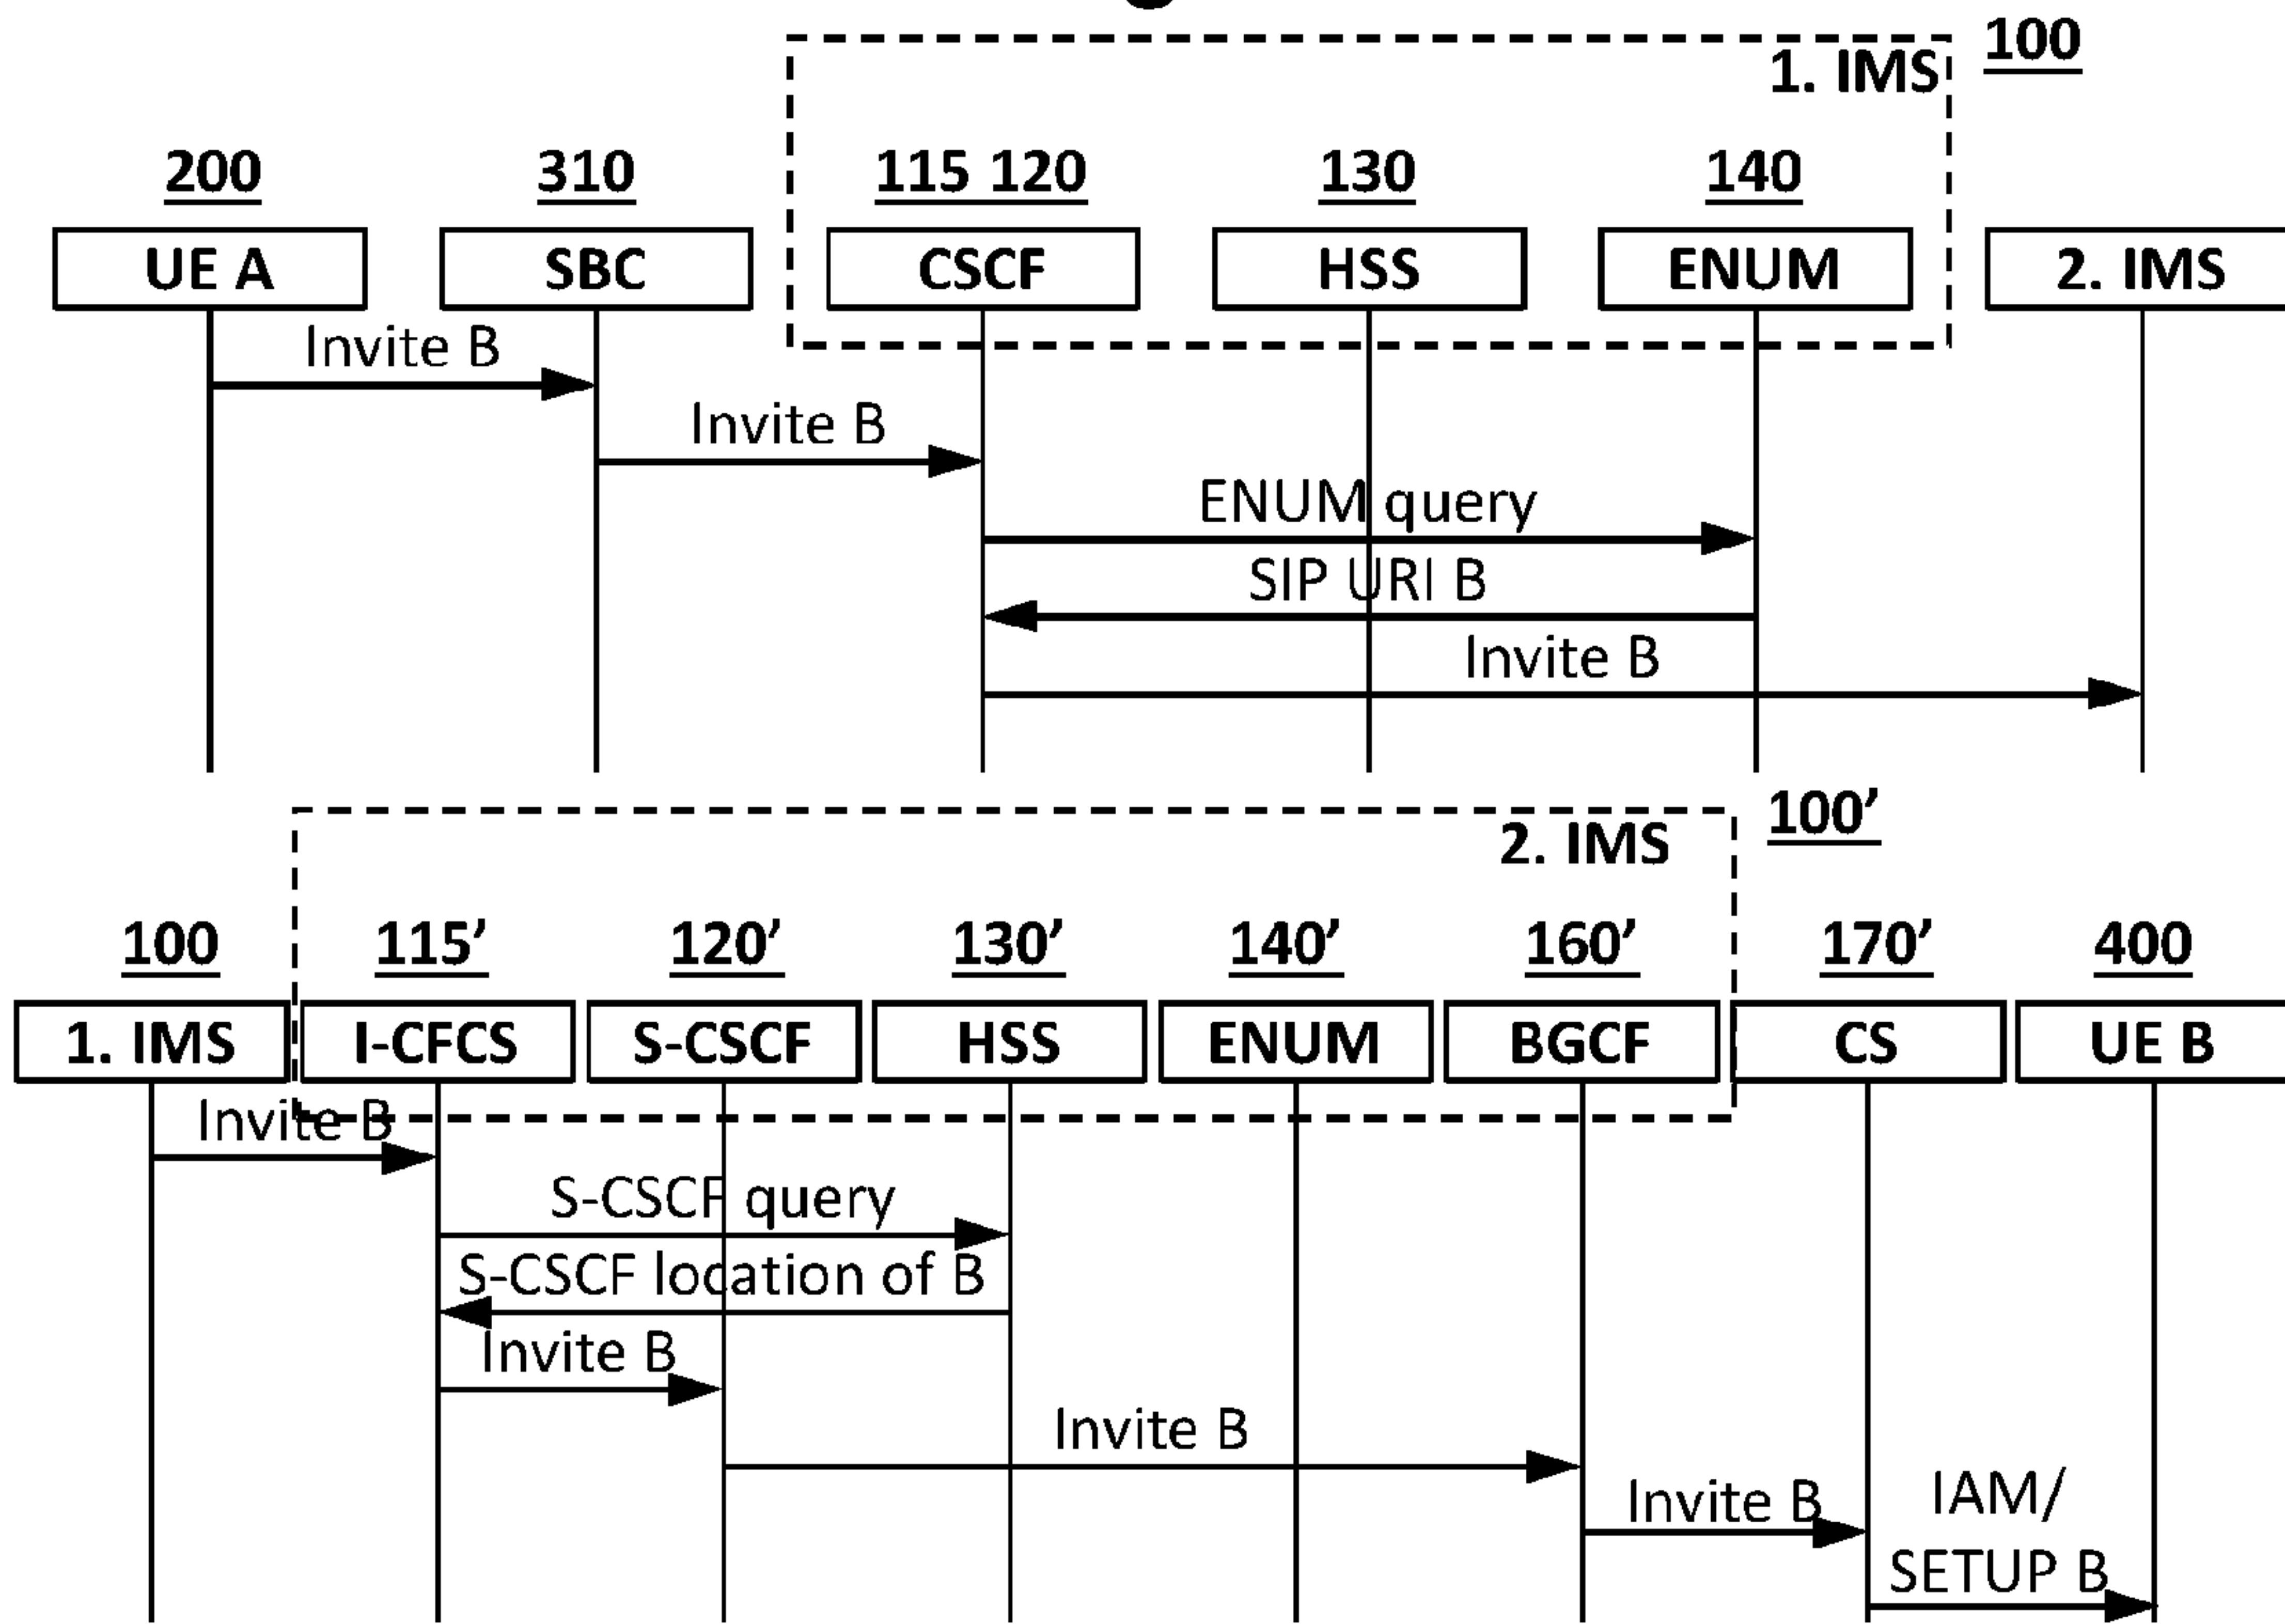 1. IMS 100
200 310 115 120 130 140
UE A SBC CSCF HSS ENUM 2. IMS
Invite B
Invite B
ENUM query
SIP URI B
Invite B
2. IMS 100’
100 115’ 120’ 130’ 140’ 160’ 170’ 400
1. IMS I-CFCS S-CSCF HSS ENUM BGCF CS UE B
Invite B
S-CSCF query
S-CSCF location of B
Invite B
Invite B
Invite B
IAM/
SETUP B